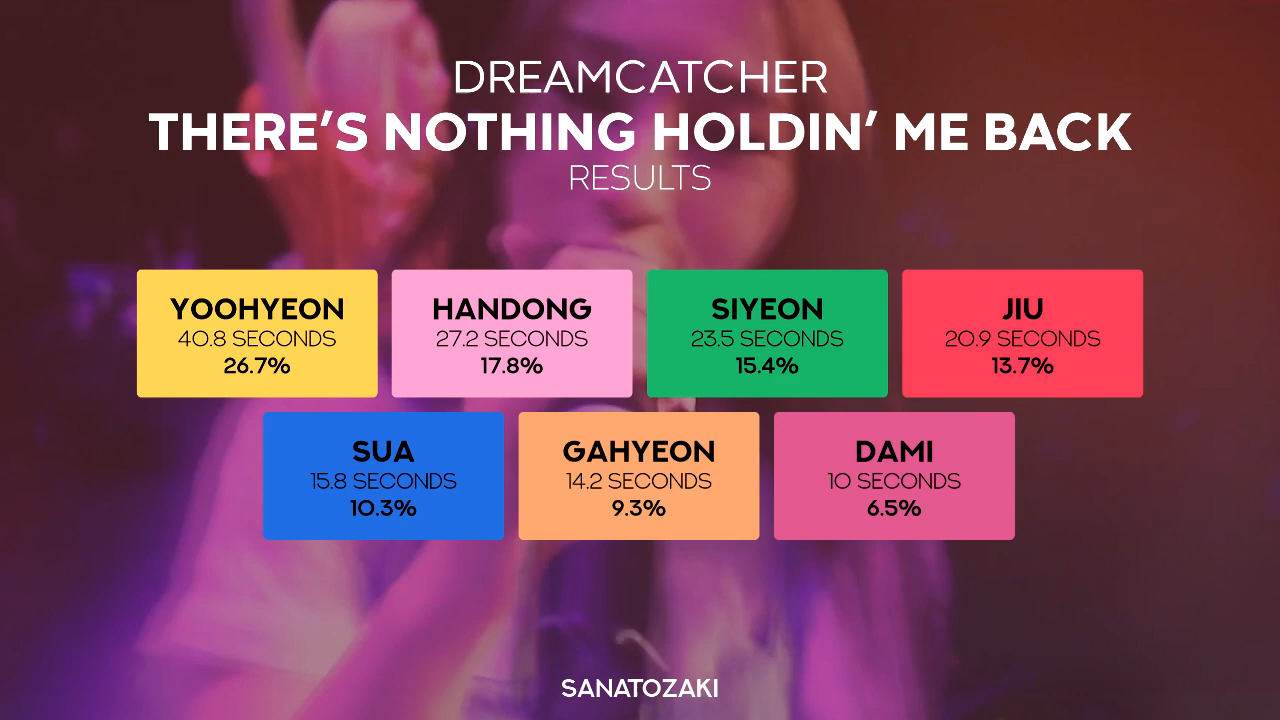 DREAMCATCHER
THERE'S NOTHING HOLDIN' ME BACK
RESULTS
YOOHYEON
40.8 SECONDS
26.7%
HANDONG
27.2 SECONDS
17.8%
SIYEON
23.5 SECONDS
15.4%
JIU
20.9 SECONDS
13.7%
SUA
15.8 SECONDS
10.3%
GAHYEON
14.2 SECONDS
9.3%
DAMI
10 SECONDS
6.5%
SANATOZAKI